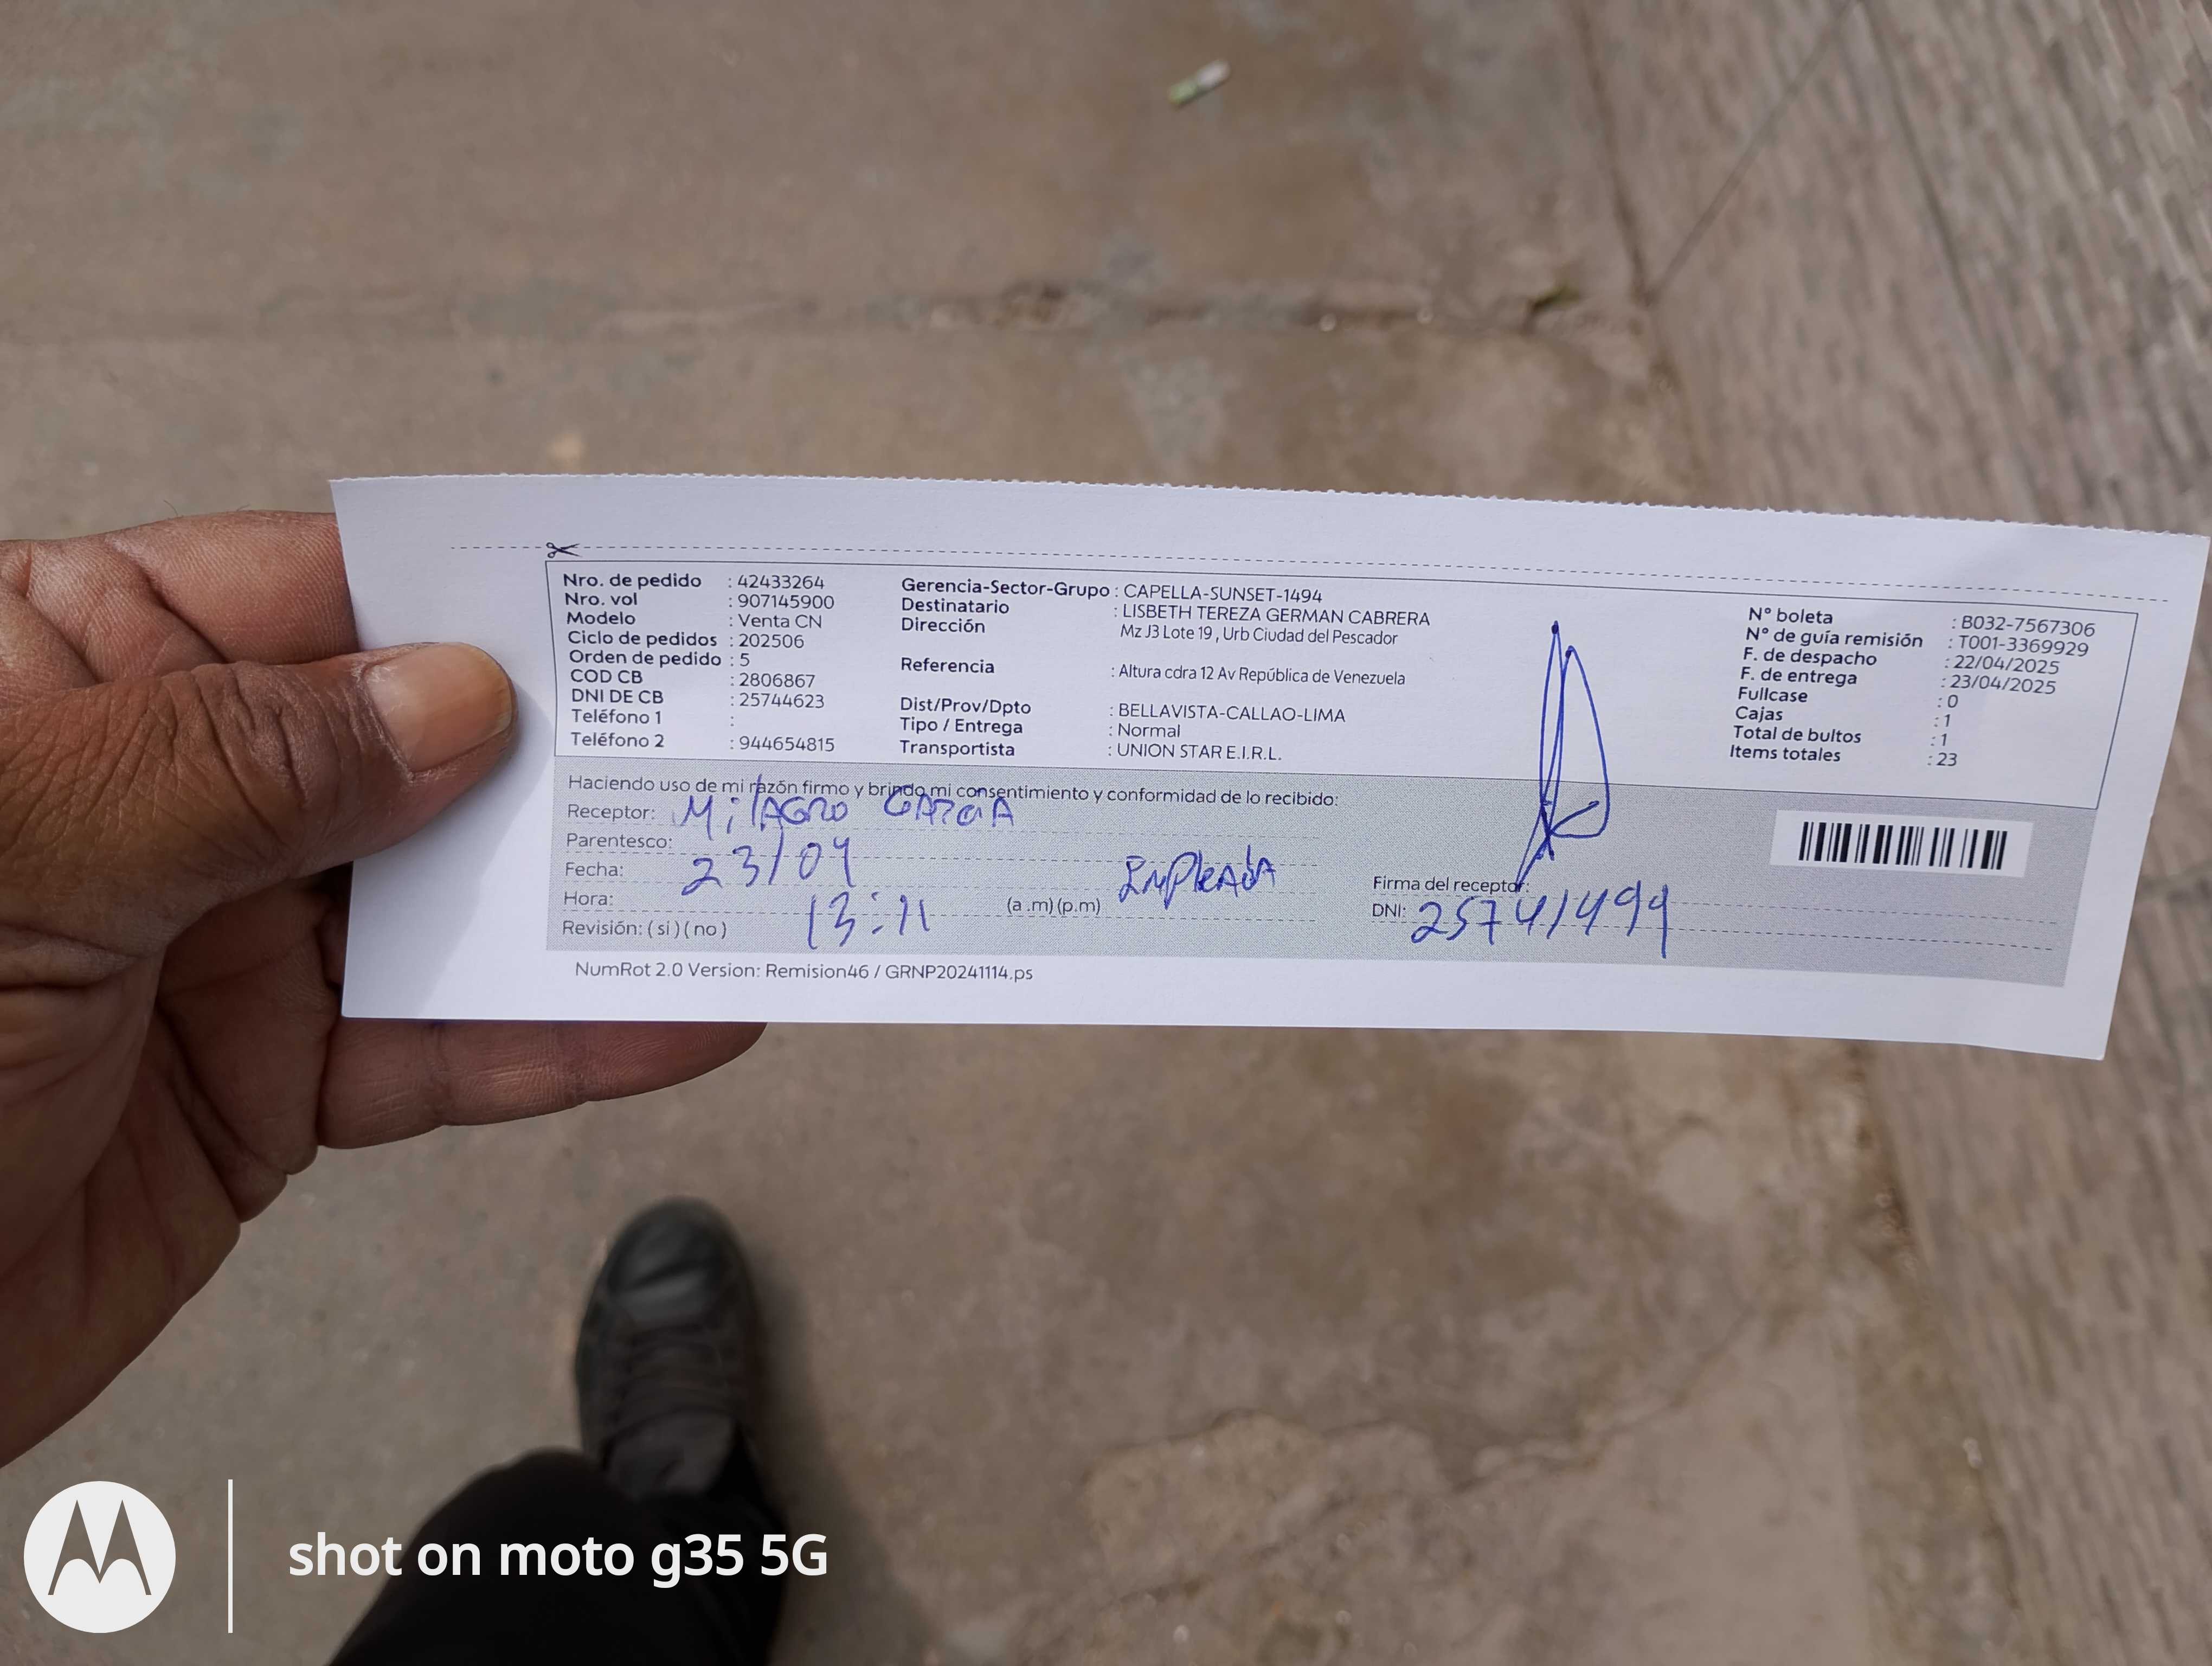 Nro. de pedido : 42433264
Nro. vol : 907145900
Modelo : Venta CN
Ciclo de pedidos : 202506
Orden de pedido : 5
COD CB : 2806867
DNI DE CB : 25744623
Teléfono 1 :
Teléfono 2 : 944654815
Gerencia-Sector-Grupo : CAPELLA-SUNSET-1494
Destinatario : LISBETH TEREZA GERMAN CABRERA
Dirección Mz J3 Lote 19 , Urb Ciudad del Pescador
Referencia : Altura cdra 12 Av República de Venezuela
Dist/Prov/Dpto : BELLAVISTA-CALLAO-LIMA
Tipo / Entrega : Normal
Transportista : UNION STAR E.I.R.L.
N° boleta : B032-7567306
N° de guía remisión : T001-3369929
F. de despacho : 22/04/2025
F. de entrega : 23/04/2025
Fullcase : 0
Cajas : 1
Total de bultos : 1
Items totales : 23
Haciendo uso de mi razón firmo y brindo mi consentimiento y conformidad de lo recibido:
Receptor: MilAGRO GARCIA
Parentesco: EmpleAdA
Fecha: 23/04
Hora: 13:11 (a .m) (p.m)
Revisión: ( si ) ( no )
Firma del receptor:
DNI: 25741499
NumRot 2.0 Version: Remision46 / GRNP20241114.ps
shot on moto g35 5G